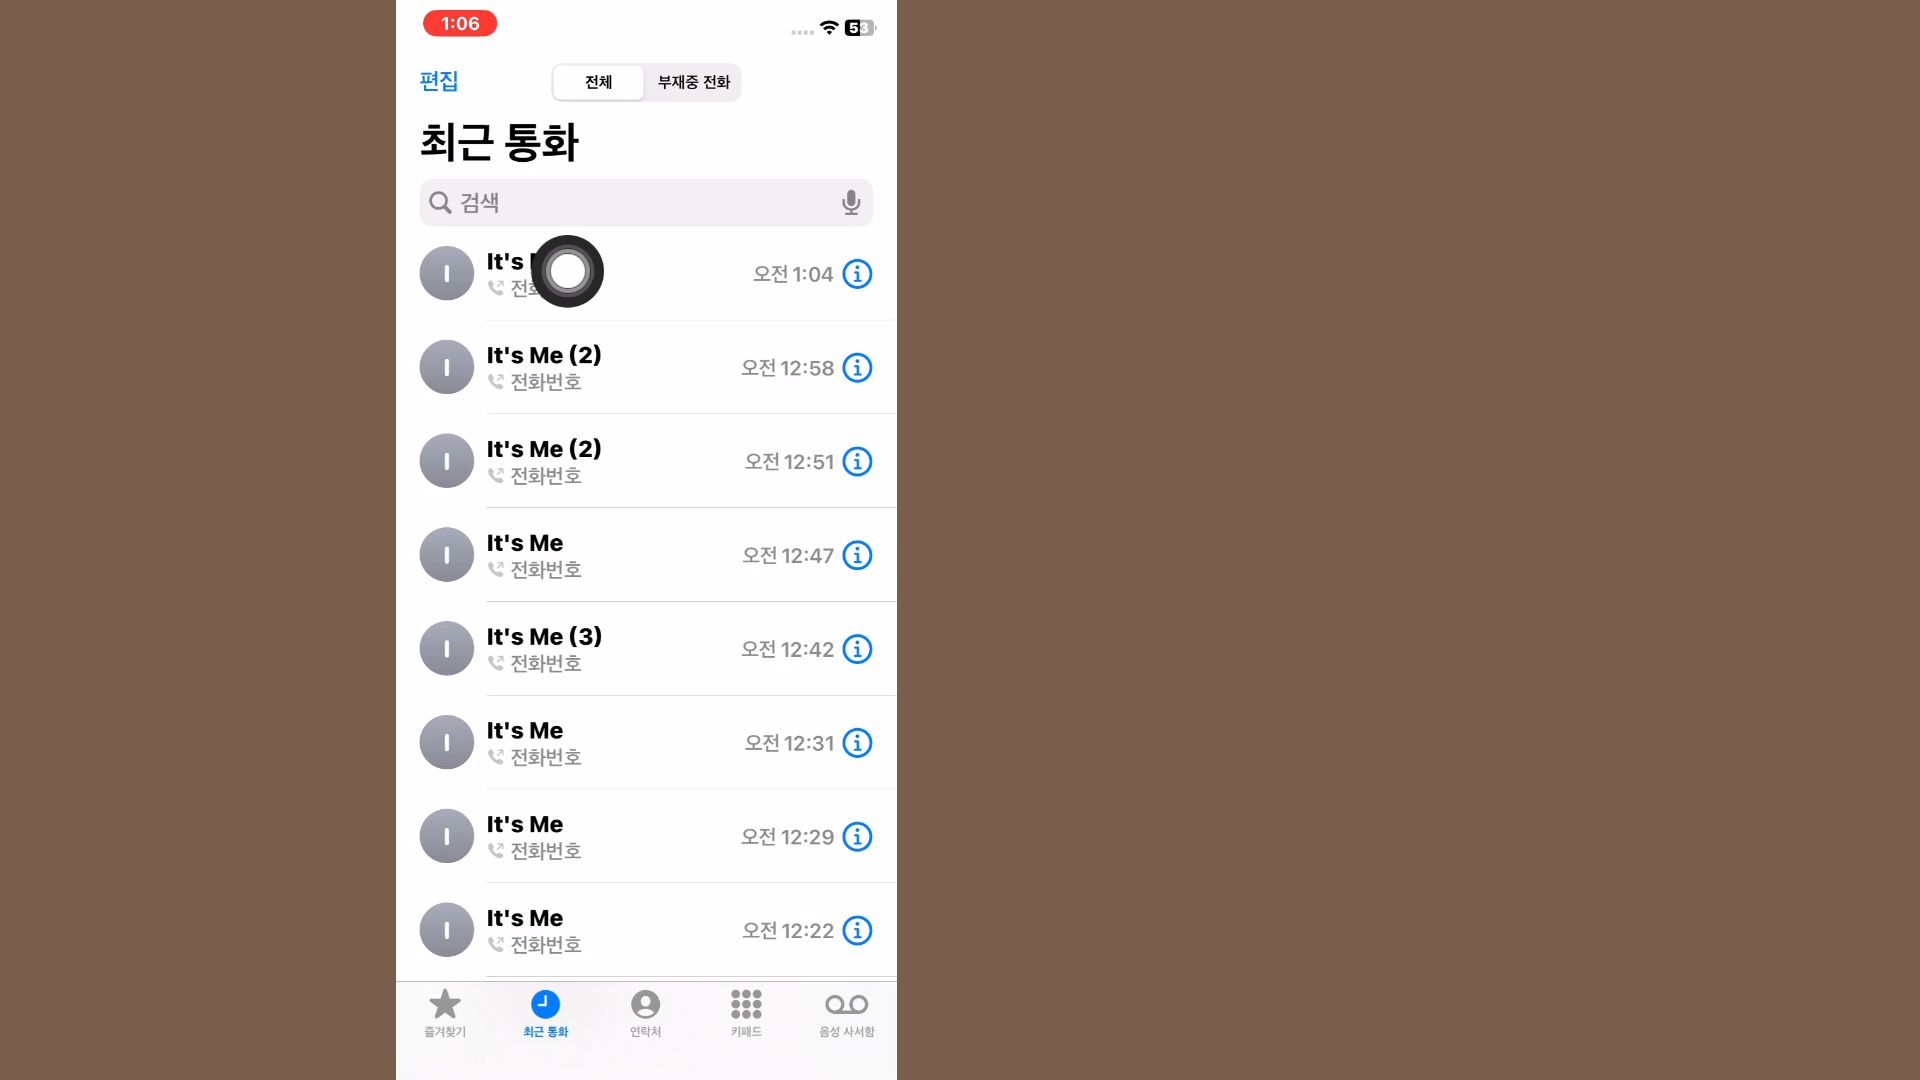 1:06
53
편집
전체
부재중 전화
최근 통화
검색
I
It's
오전 1:04
I
It's Me (2)
전화번호
오전 12:58
I
It's Me (2)
전화번호
오전 12:51
I
It's Me
전화번호
오전 12:47
I
It's Me (3)
전화번호
오전 12:42
I
It's Me
전화번호
오전 12:31
I
It's Me
전화번호
오전 12:29
I
It's Me
전화번호
오전 12:22
즐겨찾기
최근 통화
연락처
키패드
음성 사서함